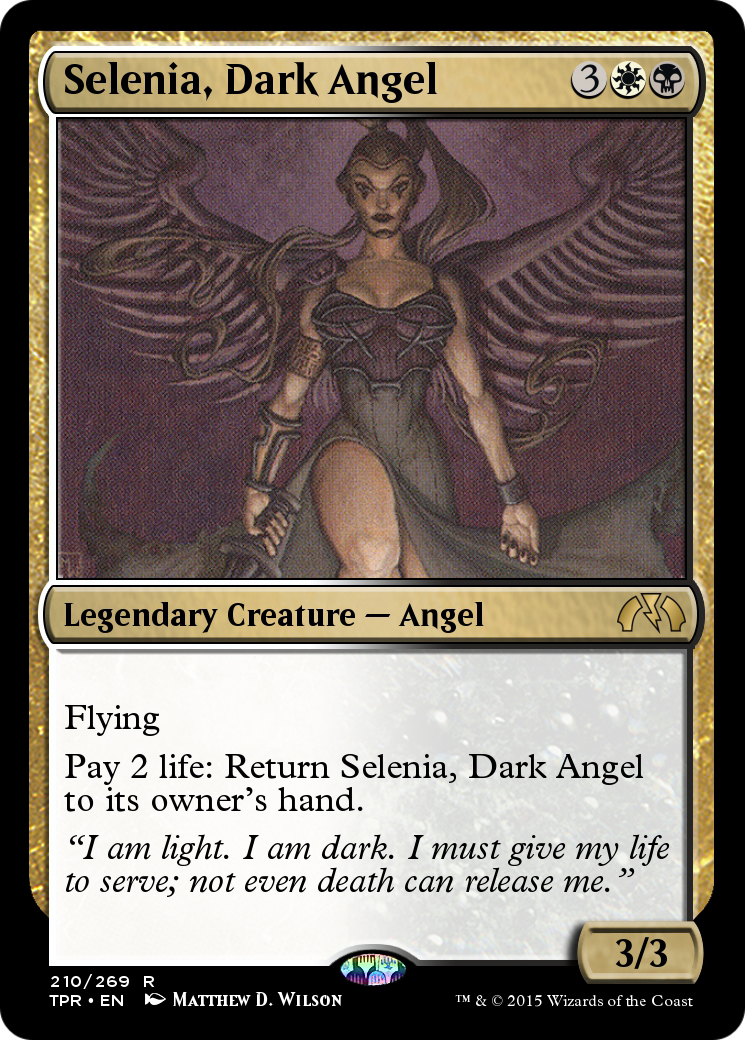 Selenia, Dark Angel 3
Legendary Creature — Angel
Flying
Pay 2 life: Return Selenia, Dark Angel
to its owner's hand.
“I am light. I am dark. I must give my life
to serve; not even death can release me.”
3/3
210/269 R
TPR • EN MATTHEW D. WILSON
™ & © 2015 Wizards of the Coast